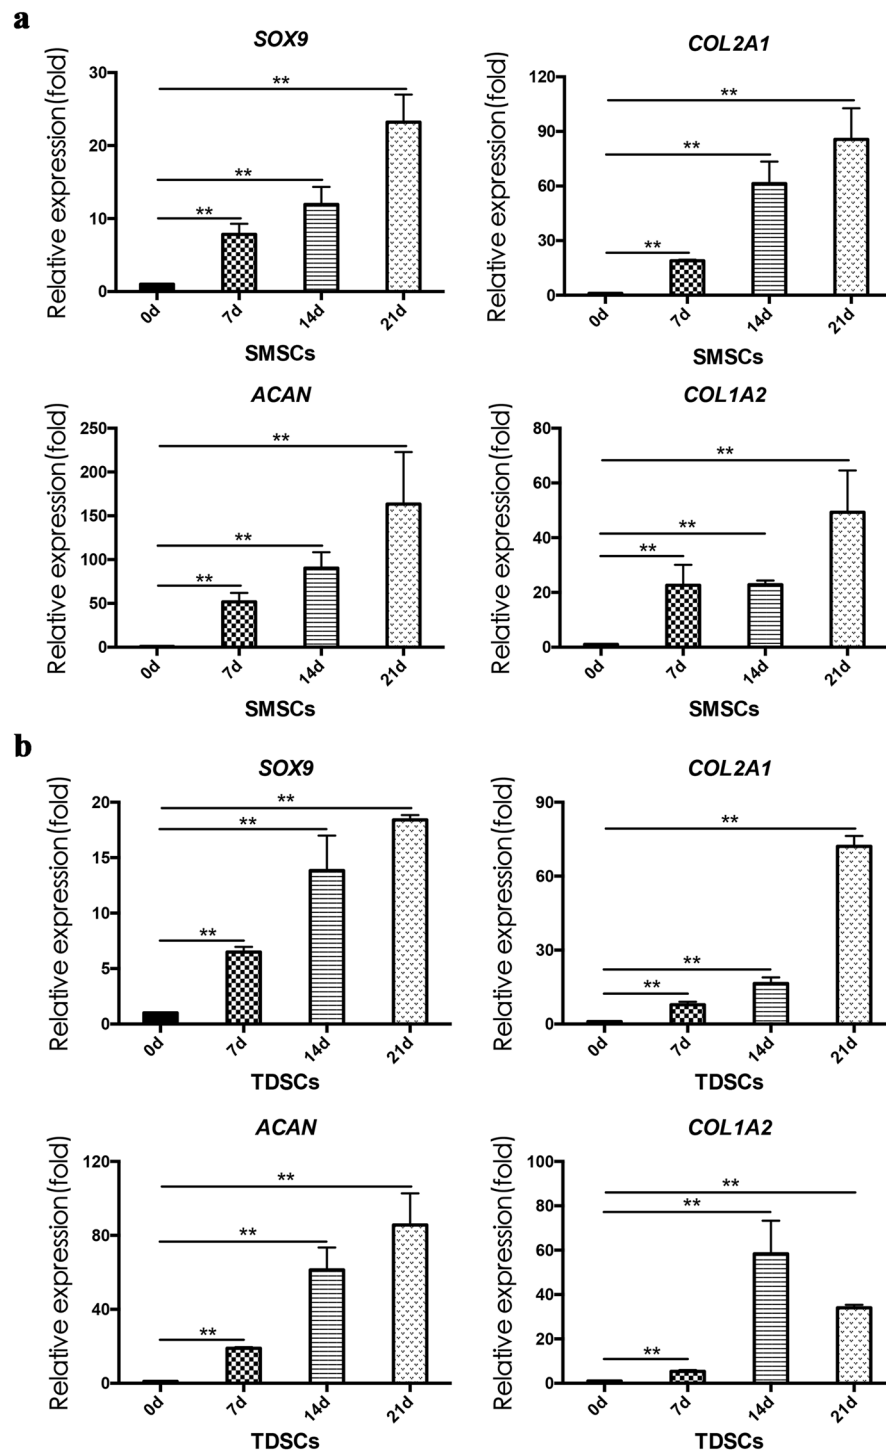 a
SOX9
Relative expression(fold)
30
20
10
0
**
**
**
0d
7d
14d
21d
SMSCs
COL2A1
Relative expression(fold)
120
90
60
30
0
**
**
**
0d
7d
14d
21d
SMSCs
ACAN
Relative expression(fold)
250
200
150
100
50
0
**
**
**
0d
7d
14d
21d
SMSCs
COL1A2
Relative expression(fold)
80
60
40
20
0
**
**
**
0d
7d
14d
21d
SMSCs
b
SOX9
Relative expression(fold)
20
15
10
5
0
**
**
**
0d
7d
14d
21d
TDSCs
COL2A1
Relative expression(fold)
90
60
30
0
**
**
**
0d
7d
14d
21d
TDSCs
ACAN
Relative expression(fold)
120
80
40
0
**
**
**
0d
7d
14d
21d
TDSCs
COL1A2
Relative expression(fold)
100
80
60
40
20
0
**
**
**
0d
7d
14d
21d
TDSCs